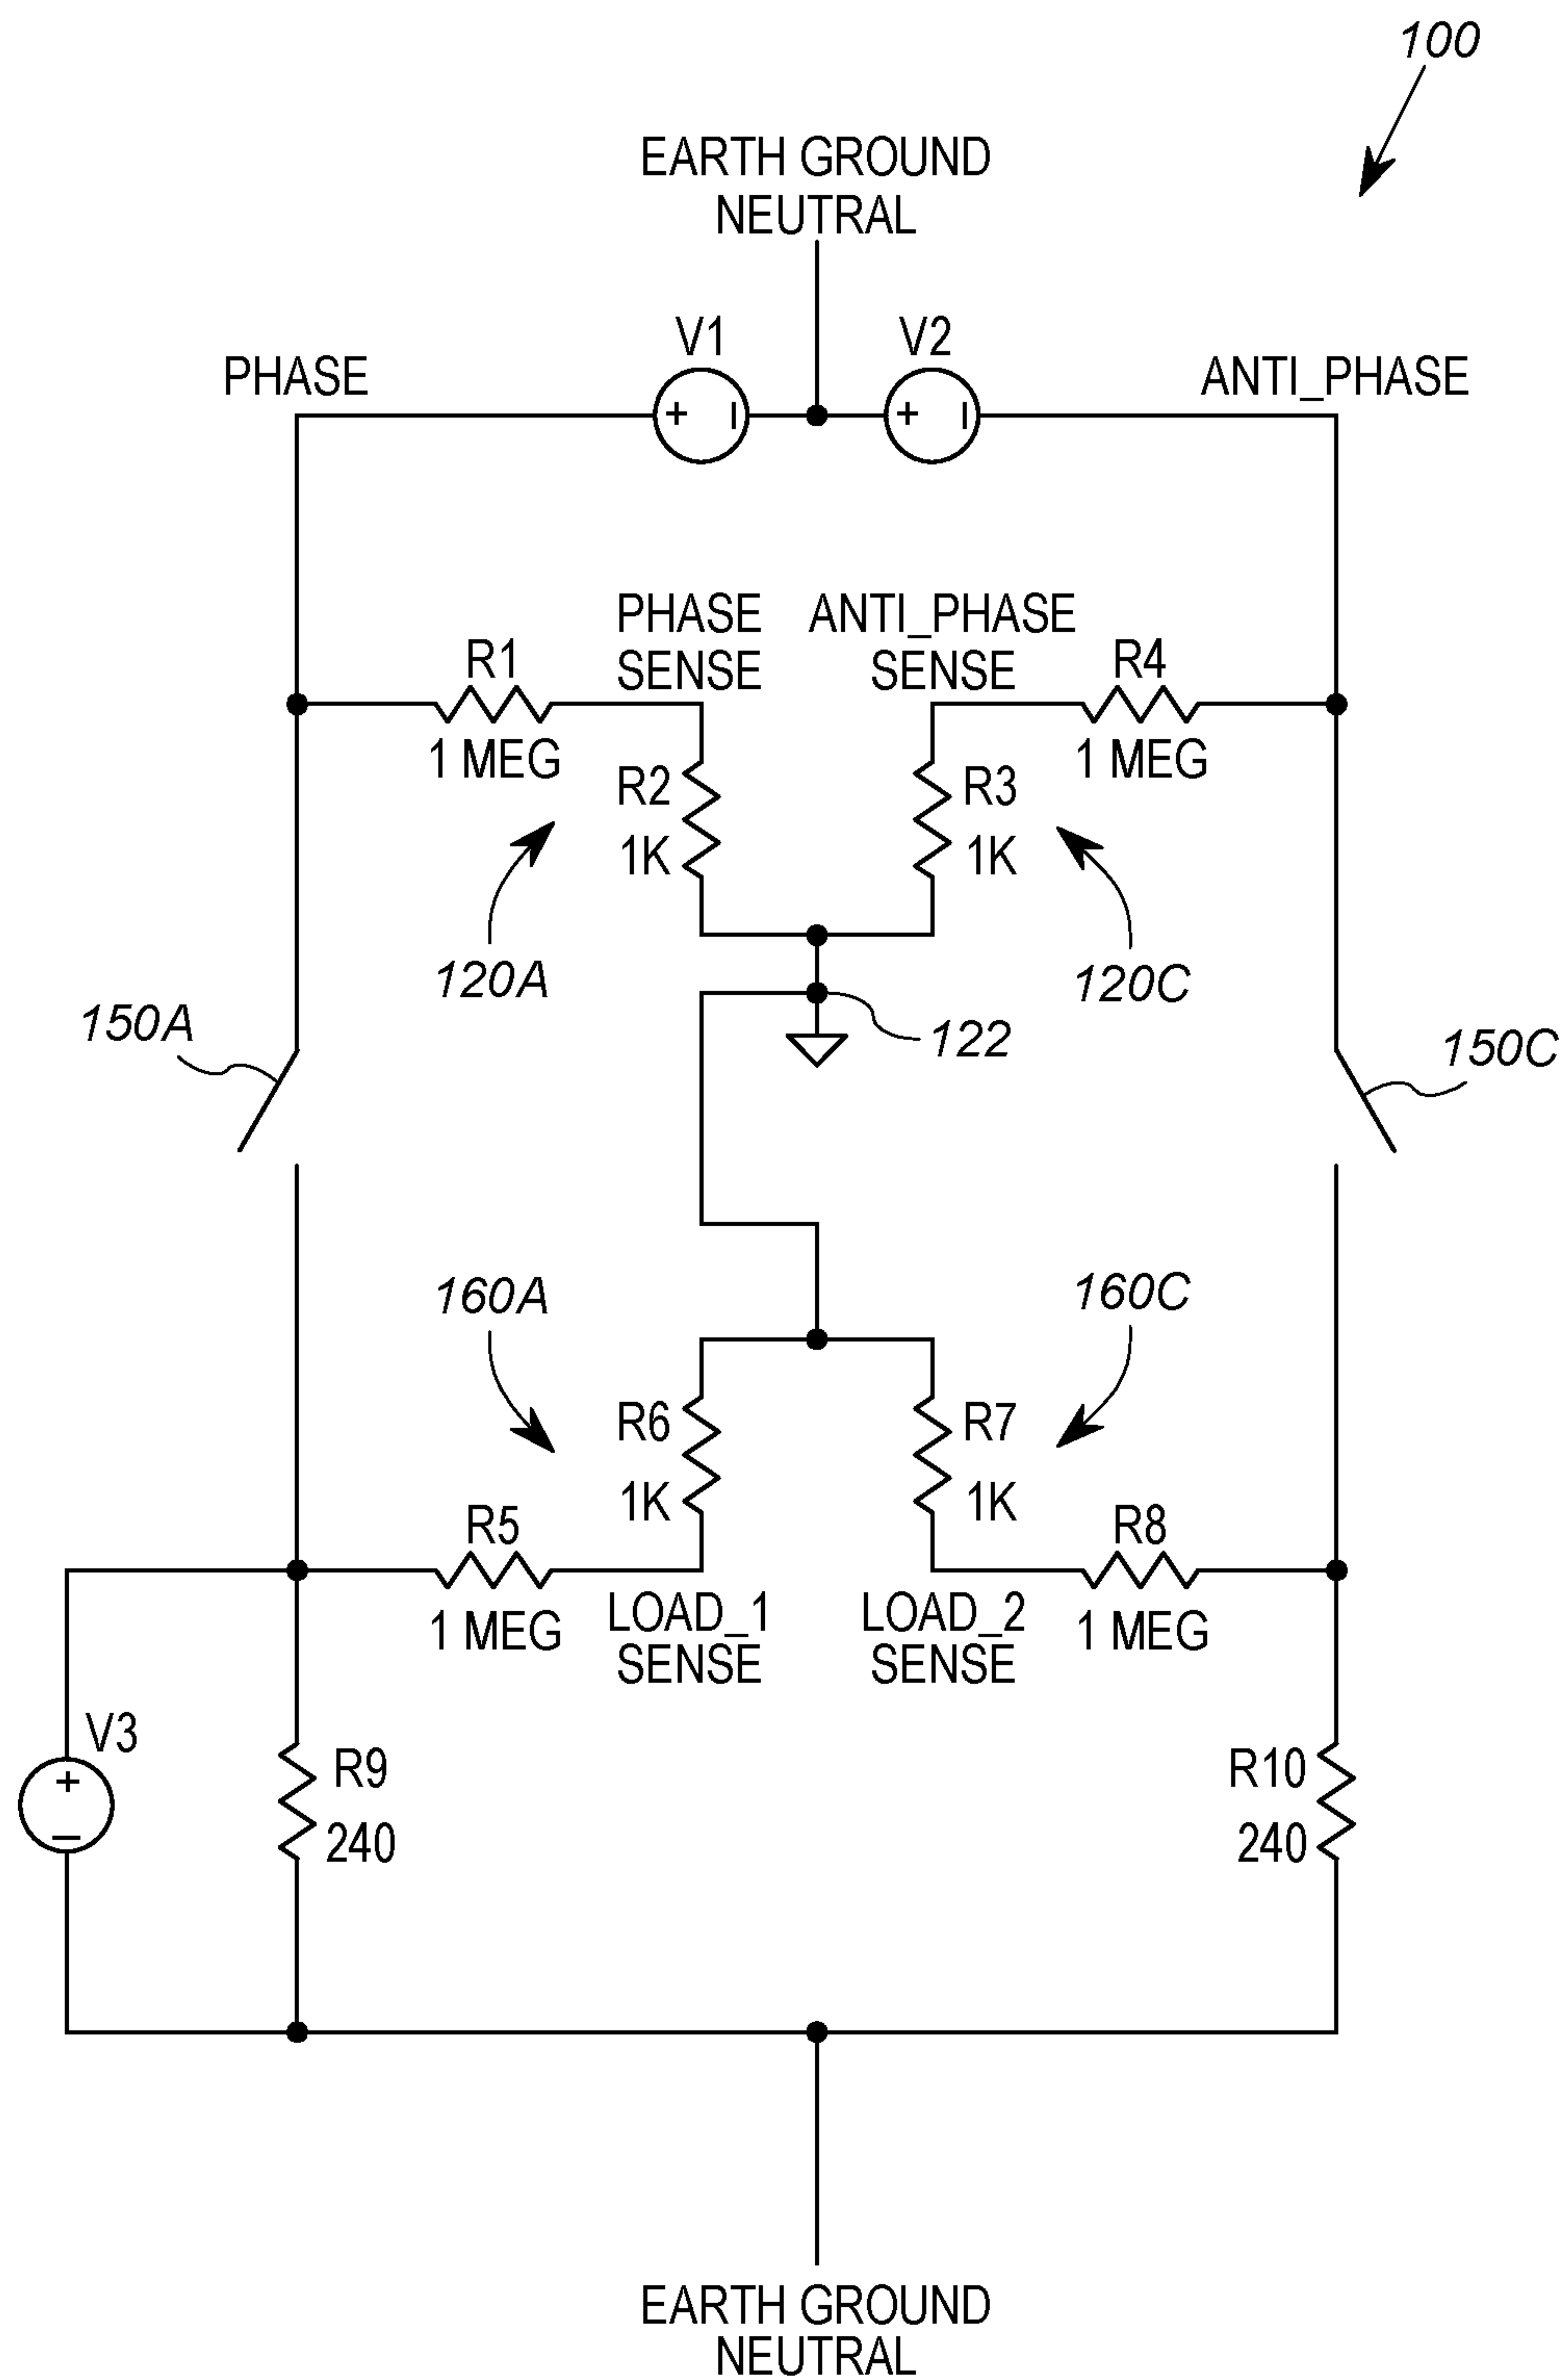 100
EARTH GROUND
NEUTRAL
V1
V2
PHASE
ANTI_PHASE
+
−
+
−
PHASE
SENSE
ANTI_PHASE
SENSE
R1
1 MEG
R4
1 MEG
R2
1K
R3
1K
120A
120C
150A
122
150C
160A
160C
R6
1K
R7
1K
R5
1 MEG
R8
1 MEG
LOAD_1
SENSE
LOAD_2
SENSE
V3
+
−
R9
240
R10
240
EARTH GROUND
NEUTRAL